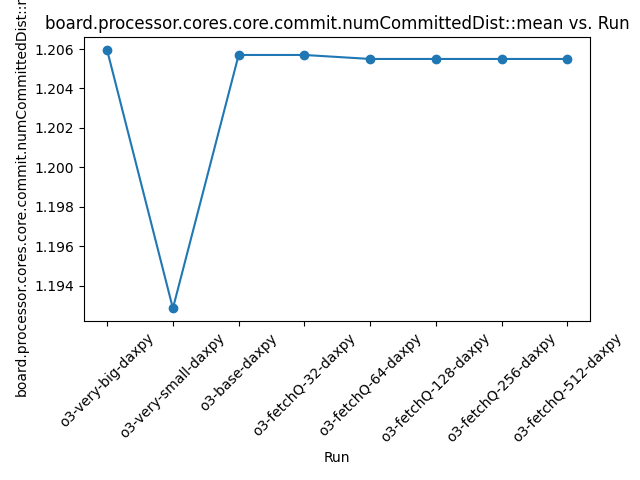 board.processor.cores.core.commit.numCommittedDist::mean vs. Run
board.processor.cores.core.commit.numCommittedDist::
1.206
1.204
1.202
1.200
1.198
1.196
1.194
o3-very-big-daxpy
o3-very-small-daxpy
o3-base-daxpy
o3-fetchQ-32-daxpy
o3-fetchQ-64-daxpy
o3-fetchQ-128-daxpy
o3-fetchQ-256-daxpy
o3-fetchQ-512-daxpy
Run